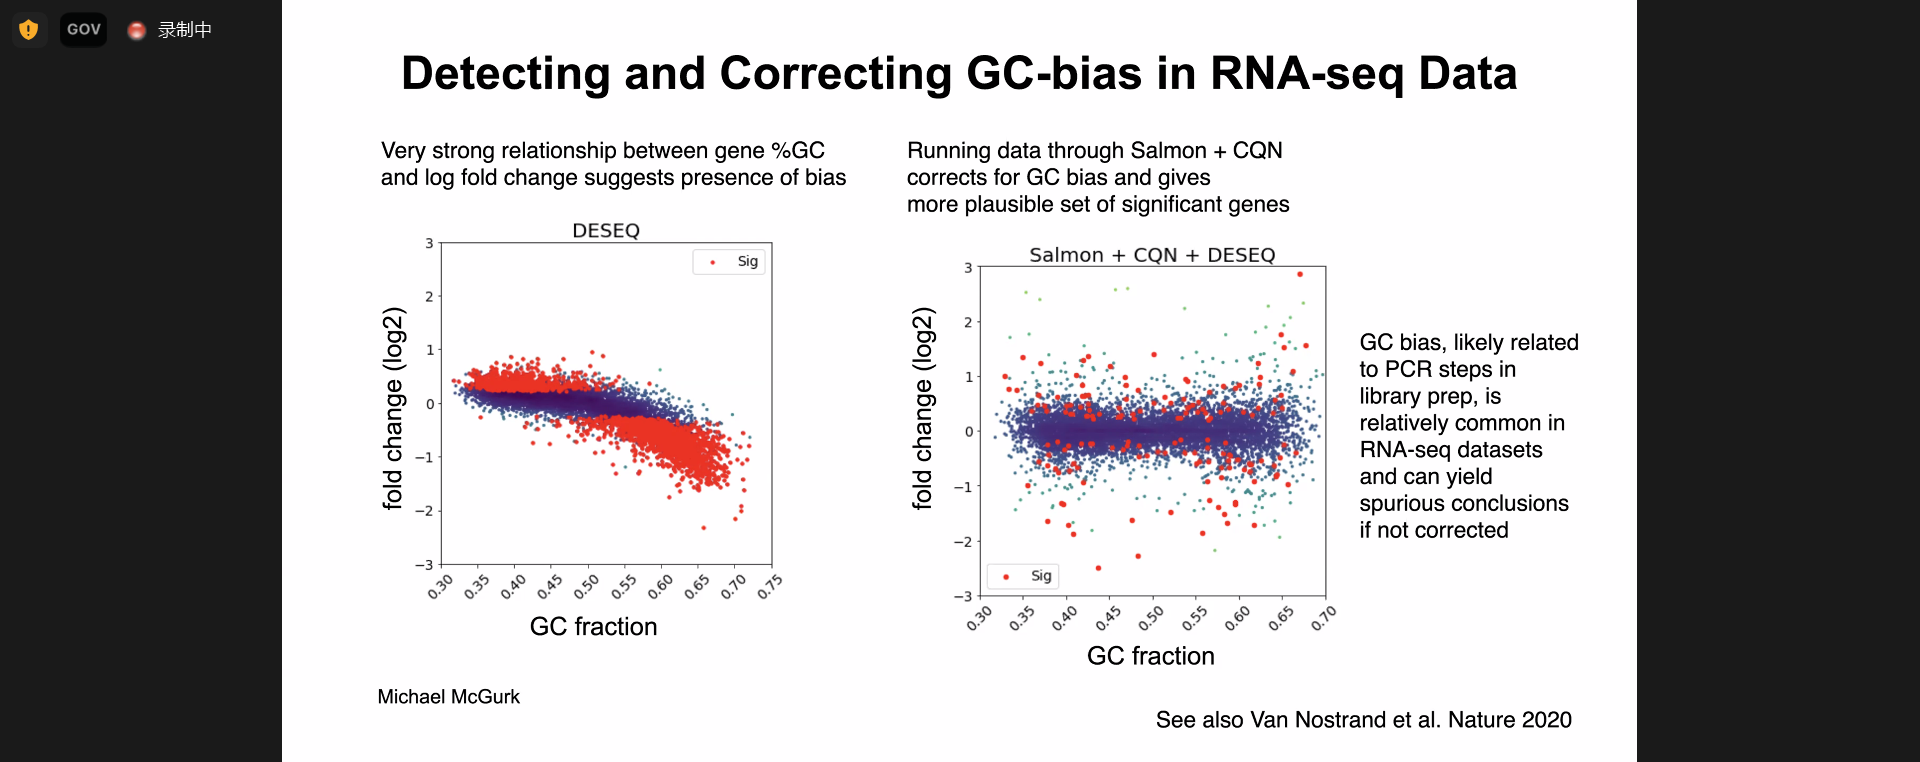 GOV
录制中
Detecting and Correcting GC-bias in RNA-seq Data
Very strong relationship between gene %GC
and log fold change suggests presence of bias
Running data through Salmon + CQN
corrects for GC bias and gives
more plausible set of significant genes
DESEQ
Sig
3
2
1
0
−1
−2
−3
fold change (log2)
0.30
0.35
0.40
0.45
0.50
0.55
0.60
0.65
0.70
0.75
GC fraction
Salmon + CQN + DESEQ
3
2
1
0
−1
−2
−3
fold change (log2)
Sig
0.30
0.35
0.40
0.45
0.50
0.55
0.60
0.65
0.70
GC fraction
GC bias, likely related
to PCR steps in
library prep, is
relatively common in
RNA-seq datasets
and can yield
spurious conclusions
if not corrected
Michael McGurk
See also Van Nostrand et al. Nature 2020